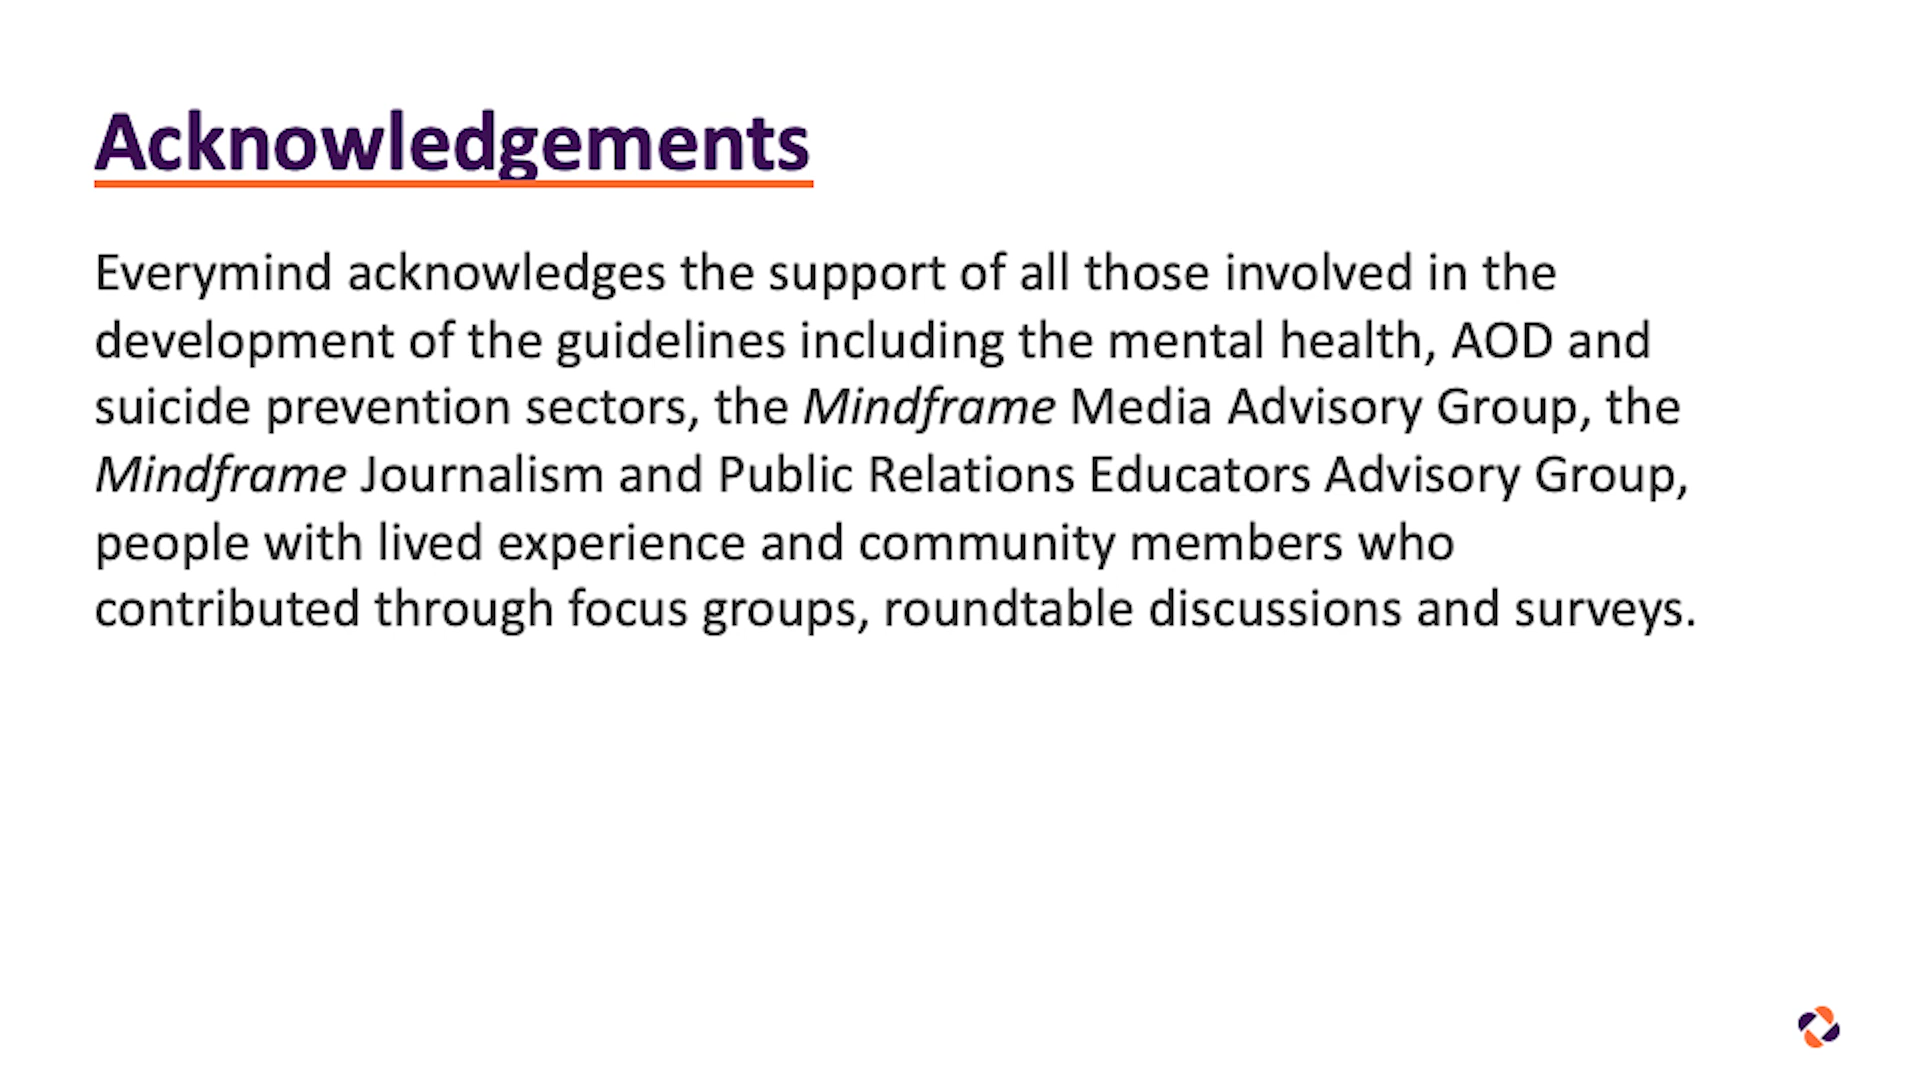 Acknowledgements
Everymind acknowledges the support of all those involved in the
development of the guidelines including the mental health, AOD and
suicide prevention sectors, the Mindframe Media Advisory Group, the
Mindframe Journalism and Public Relations Educators Advisory Group,
people with lived experience and community members who
contributed through focus groups, roundtable discussions and surveys.